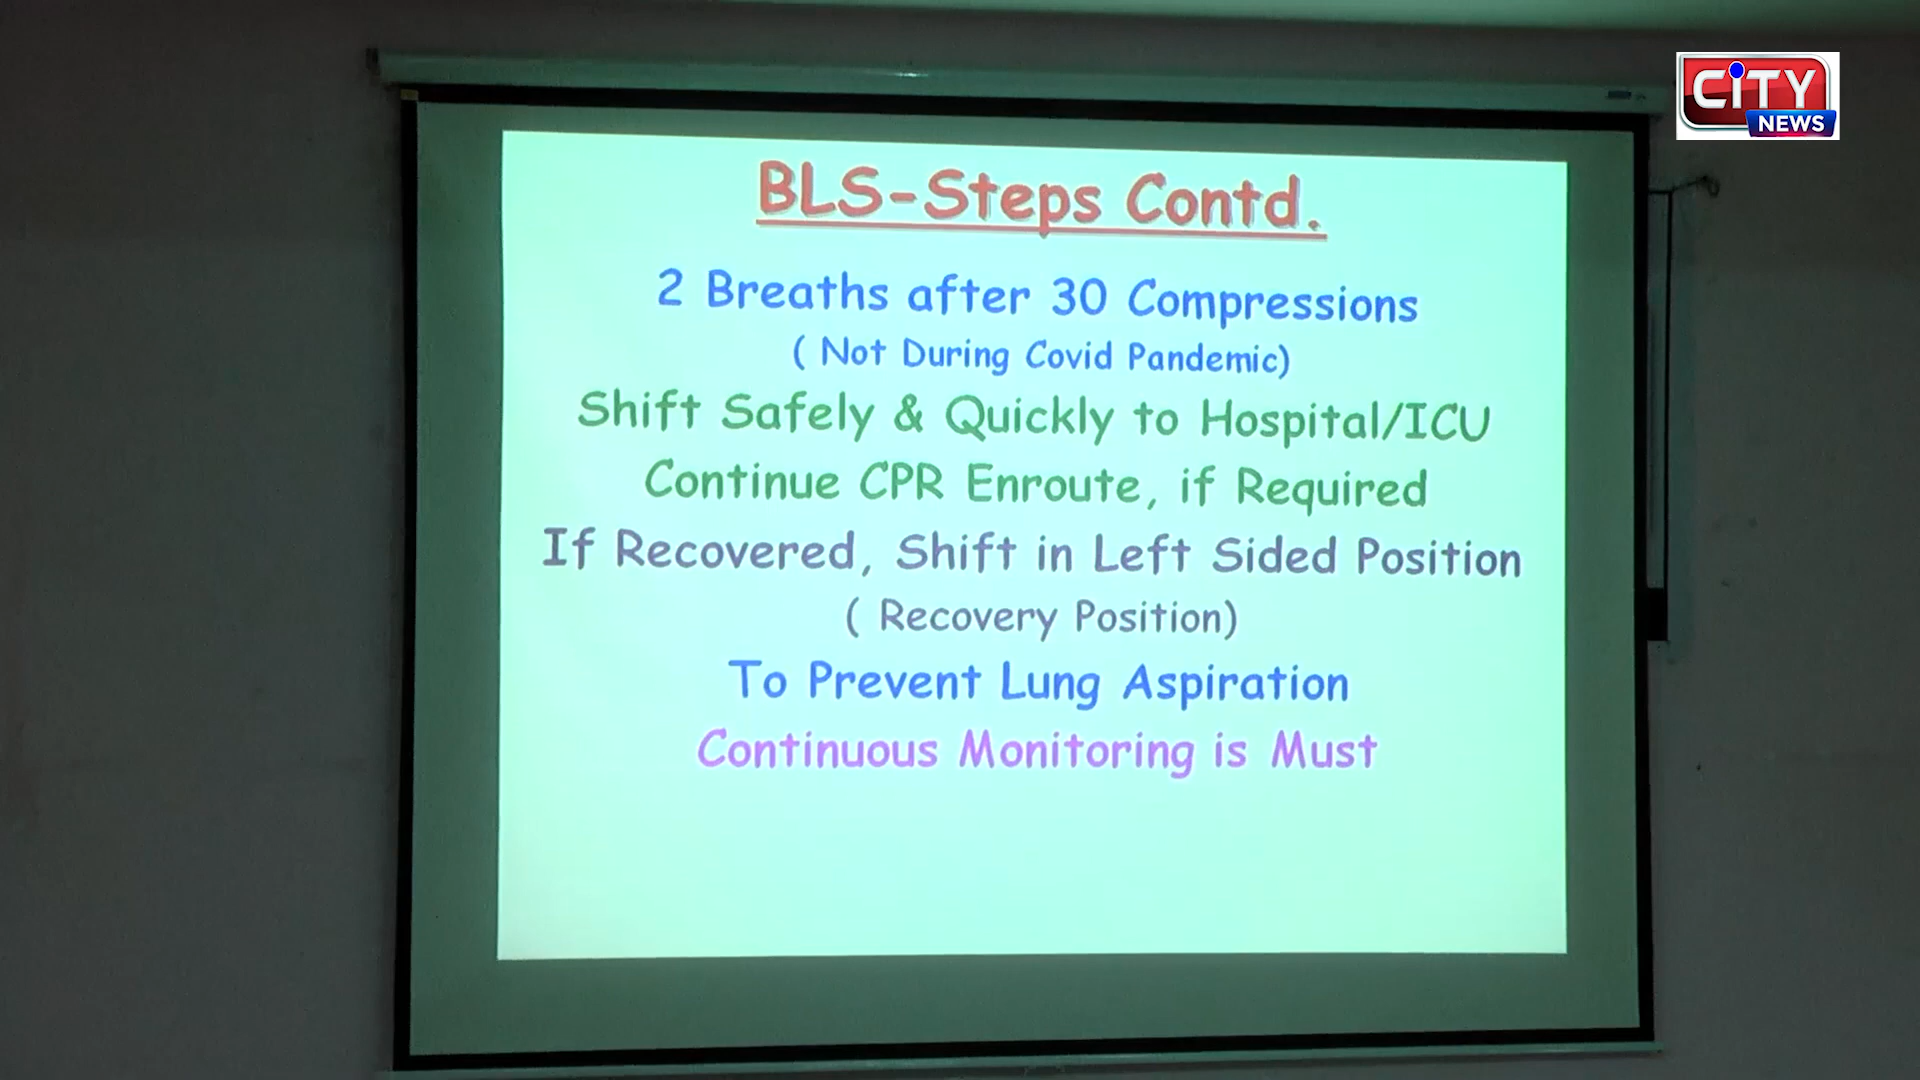 CiTY
NEWS
BLS-Steps Contd.
2 Breaths after 30 Compressions
( Not During Covid Pandemic)
Shift Safely & Quickly to Hospital/ICU
Continue CPR Enroute, if Required
If Recovered, Shift in Left Sided Position
( Recovery Position)
To Prevent Lung Aspiration
Continuous Monitoring is Must